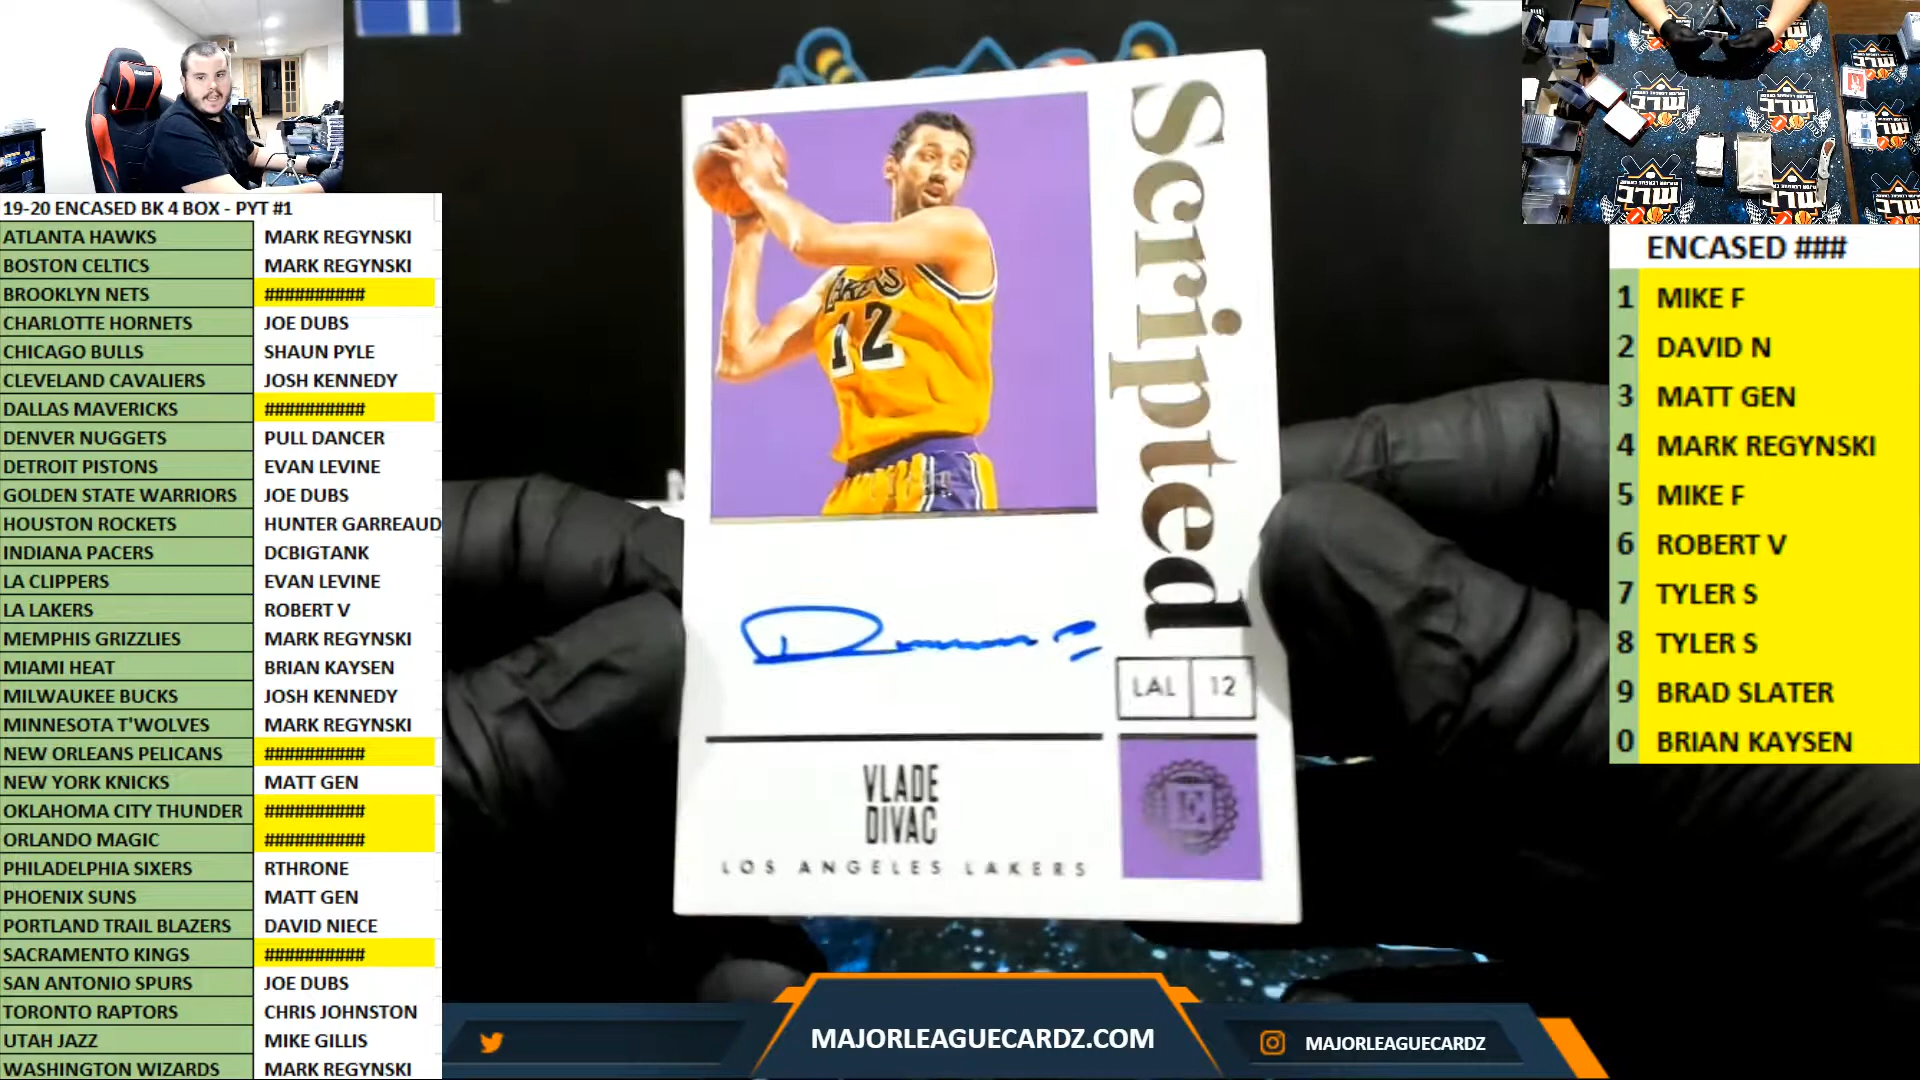 19-20 ENCASED BK 4 BOX - PYT #1
ATLANTA HAWKS MARK REGYNSKI
BOSTON CELTICS MARK REGYNSKI
BROOKLYN NETS ##########
CHARLOTTE HORNETS JOE DUBS
CHICAGO BULLS SHAUN PYLE
CLEVELAND CAVALIERS JOSH KENNEDY
DALLAS MAVERICKS ##########
DENVER NUGGETS PULL DANCER
DETROIT PISTONS EVAN LEVINE
GOLDEN STATE WARRIORS JOE DUBS
HOUSTON ROCKETS HUNTER GARREAUD
INDIANA PACERS DCBIGTANK
LA CLIPPERS EVAN LEVINE
LA LAKERS ROBERT V
MEMPHIS GRIZZLIES MARK REGYNSKI
MIAMI HEAT BRIAN KAYSEN
MILWAUKEE BUCKS JOSH KENNEDY
MINNESOTA T'WOLVES MARK REGYNSKI
NEW ORLEANS PELICANS ##########
NEW YORK KNICKS MATT GEN
OKLAHOMA CITY THUNDER ##########
ORLANDO MAGIC ##########
PHILADELPHIA SIXERS RTHRONE
PHOENIX SUNS MATT GEN
PORTLAND TRAIL BLAZERS DAVID NIECE
SACRAMENTO KINGS ##########
SAN ANTONIO SPURS JOE DUBS
TORONTO RAPTORS CHRIS JOHNSTON
UTAH JAZZ MIKE GILLIS
WASHINGTON WIZARDS MARK REGYNSKI
Scripted
LAKERS
12
LAL 12
VLADE
DIVAC
LOS ANGELES LAKERS
E
ENCASED ###
1 MIKE F
2 DAVID N
3 MATT GEN
4 MARK REGYNSKI
5 MIKE F
6 ROBERT V
7 TYLER S
8 TYLER S
9 BRAD SLATER
0 BRIAN KAYSEN
MAJORLEAGUECARDZ.COM
MAJORLEAGUECARDZ